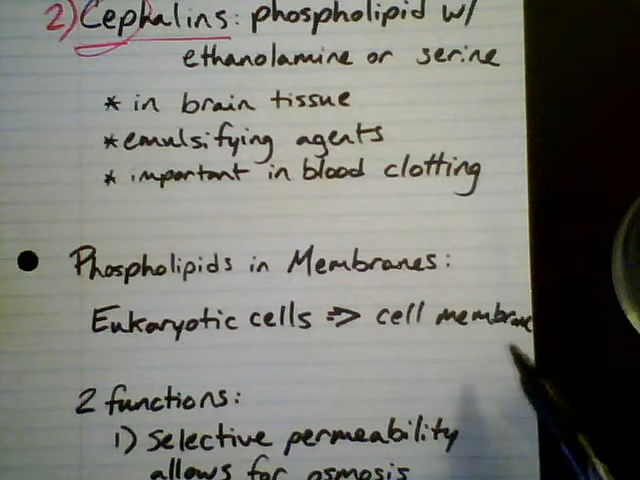 2) Cephalins: phospholipid w/
ethanolamine or serine
* in brain tissue
* emulsifying agents
* important in blood clotting
Phospholipids in Membranes:
Eukaryotic cells => cell membrane
2 functions:
1) Selective permeability
allows for osmosis